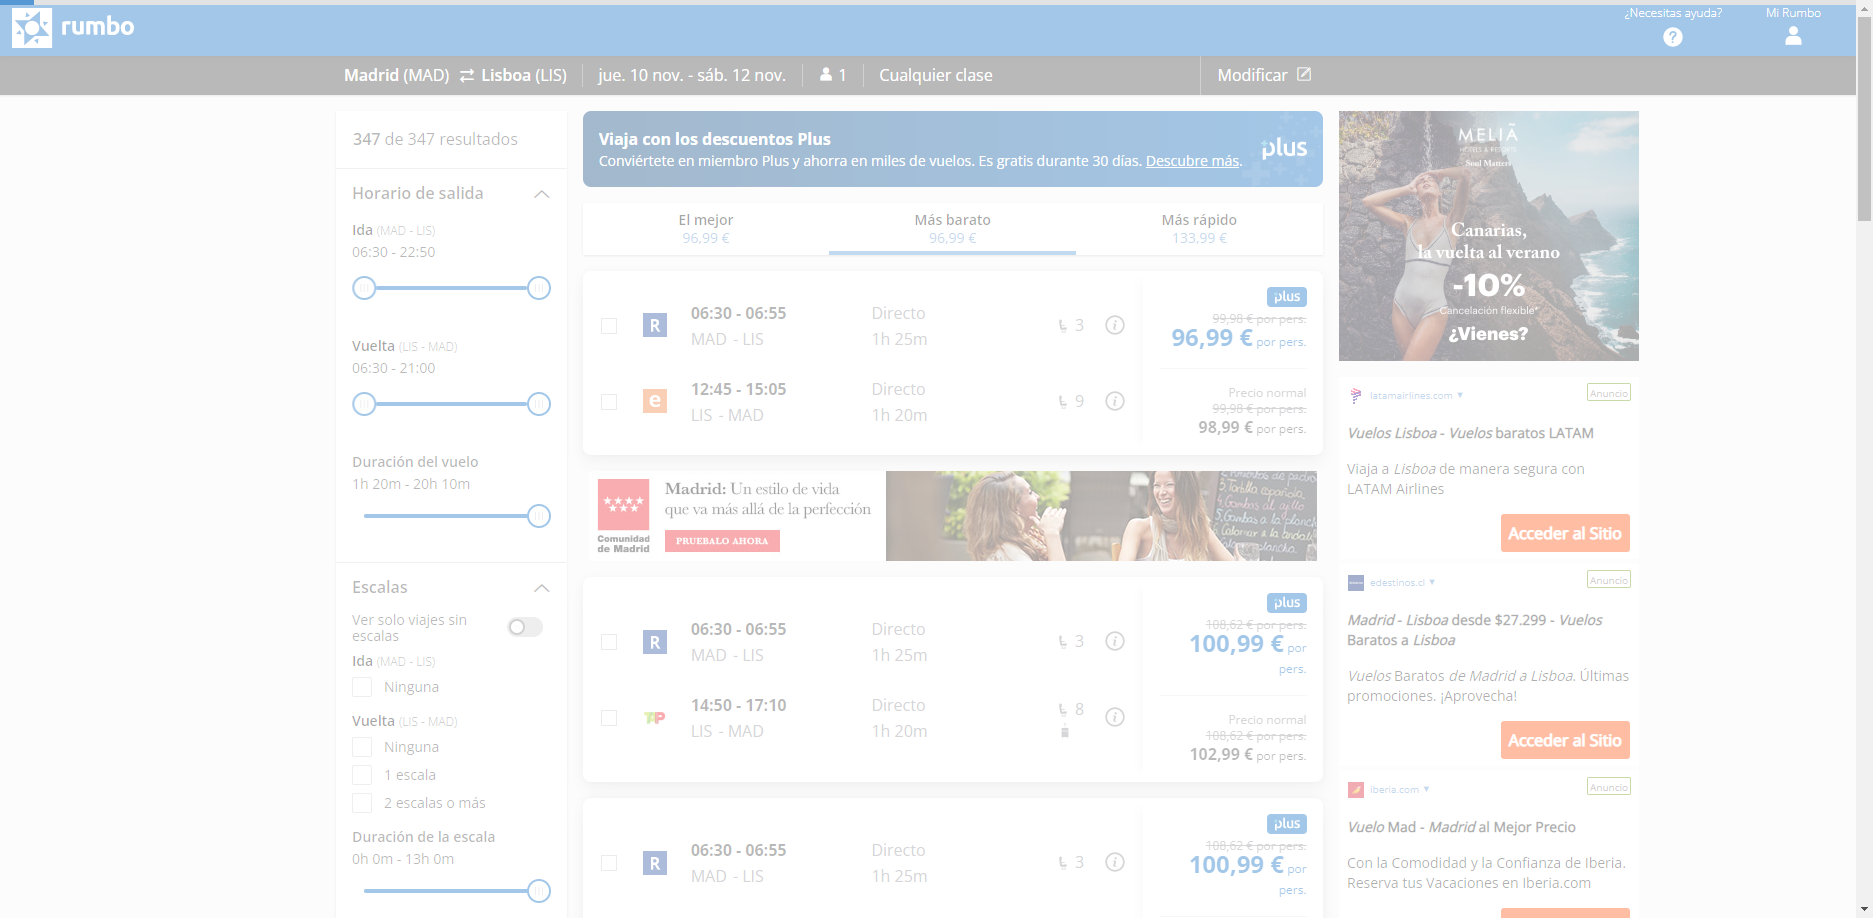 rumbo
¿Necesitas ayuda?
Mi Rumbo
Madrid (MAD) ⇄ Lisboa (LIS)
jue. 10 nov. - sáb. 12 nov.
1
Cualquier clase
Modificar
347 de 347 resultados
Horario de salida
Ida (MAD - LIS)
06:30 - 22:50
Vuelta (LIS - MAD)
06:30 - 21:00
Duración del vuelo
1h 20m - 20h 10m
Escalas
Ver solo viajes sin
escalas
Ida (MAD - LIS)
Ninguna
Vuelta (LIS - MAD)
Ninguna
1 escala
2 escalas o más
Duración de la escala
0h 0m - 13h 0m
Viaja con los descuentos Plus
Conviértete en miembro Plus y ahorra en miles de vuelos. Es gratis durante 30 días. Descubre más.
plus
El mejor
96,99 €
Más barato
96,99 €
Más rápido
133,99 €
R
06:30 - 06:55
MAD - LIS
Directo
1h 25m
3
e
12:45 - 15:05
LIS - MAD
Directo
1h 20m
9
plus
99,98 € por pers.
96,99 € por pers.
Precio normal
99,98 € por pers.
98,99 € por pers.
Comunidad
de Madrid
Madrid: Un estilo de vida
que va más allá de la perfección
PRUEBALO AHORA
R
06:30 - 06:55
MAD - LIS
Directo
1h 25m
3
TAP
14:50 - 17:10
LIS - MAD
Directo
1h 20m
8
plus
108,62 € por pers.
100,99 € por
pers.
Precio normal
108,62 € por pers.
102,99 € por pers.
R
06:30 - 06:55
MAD - LIS
Directo
1h 25m
3
plus
108,62 € por pers.
100,99 € por
pers.
MELIÃ
HOTELS & RESORTS
Soul Matters
Canarias,
la vuelta al verano
-10%
Cancelación flexible*
¿Vienes?
latamairlines.com
Anuncio
Vuelos Lisboa - Vuelos baratos LATAM
Viaja a Lisboa de manera segura con
LATAM Airlines
Acceder al Sitio
edestinos.cl
Anuncio
Madrid - Lisboa desde $27.299 - Vuelos
Baratos a Lisboa
Vuelos Baratos de Madrid a Lisboa. Últimas
promociones. ¡Aprovecha!
Acceder al Sitio
iberia.com
Anuncio
Vuelo Mad - Madrid al Mejor Precio
Con la Comodidad y la Confianza de Iberia.
Reserva tus Vacaciones en Iberia.com